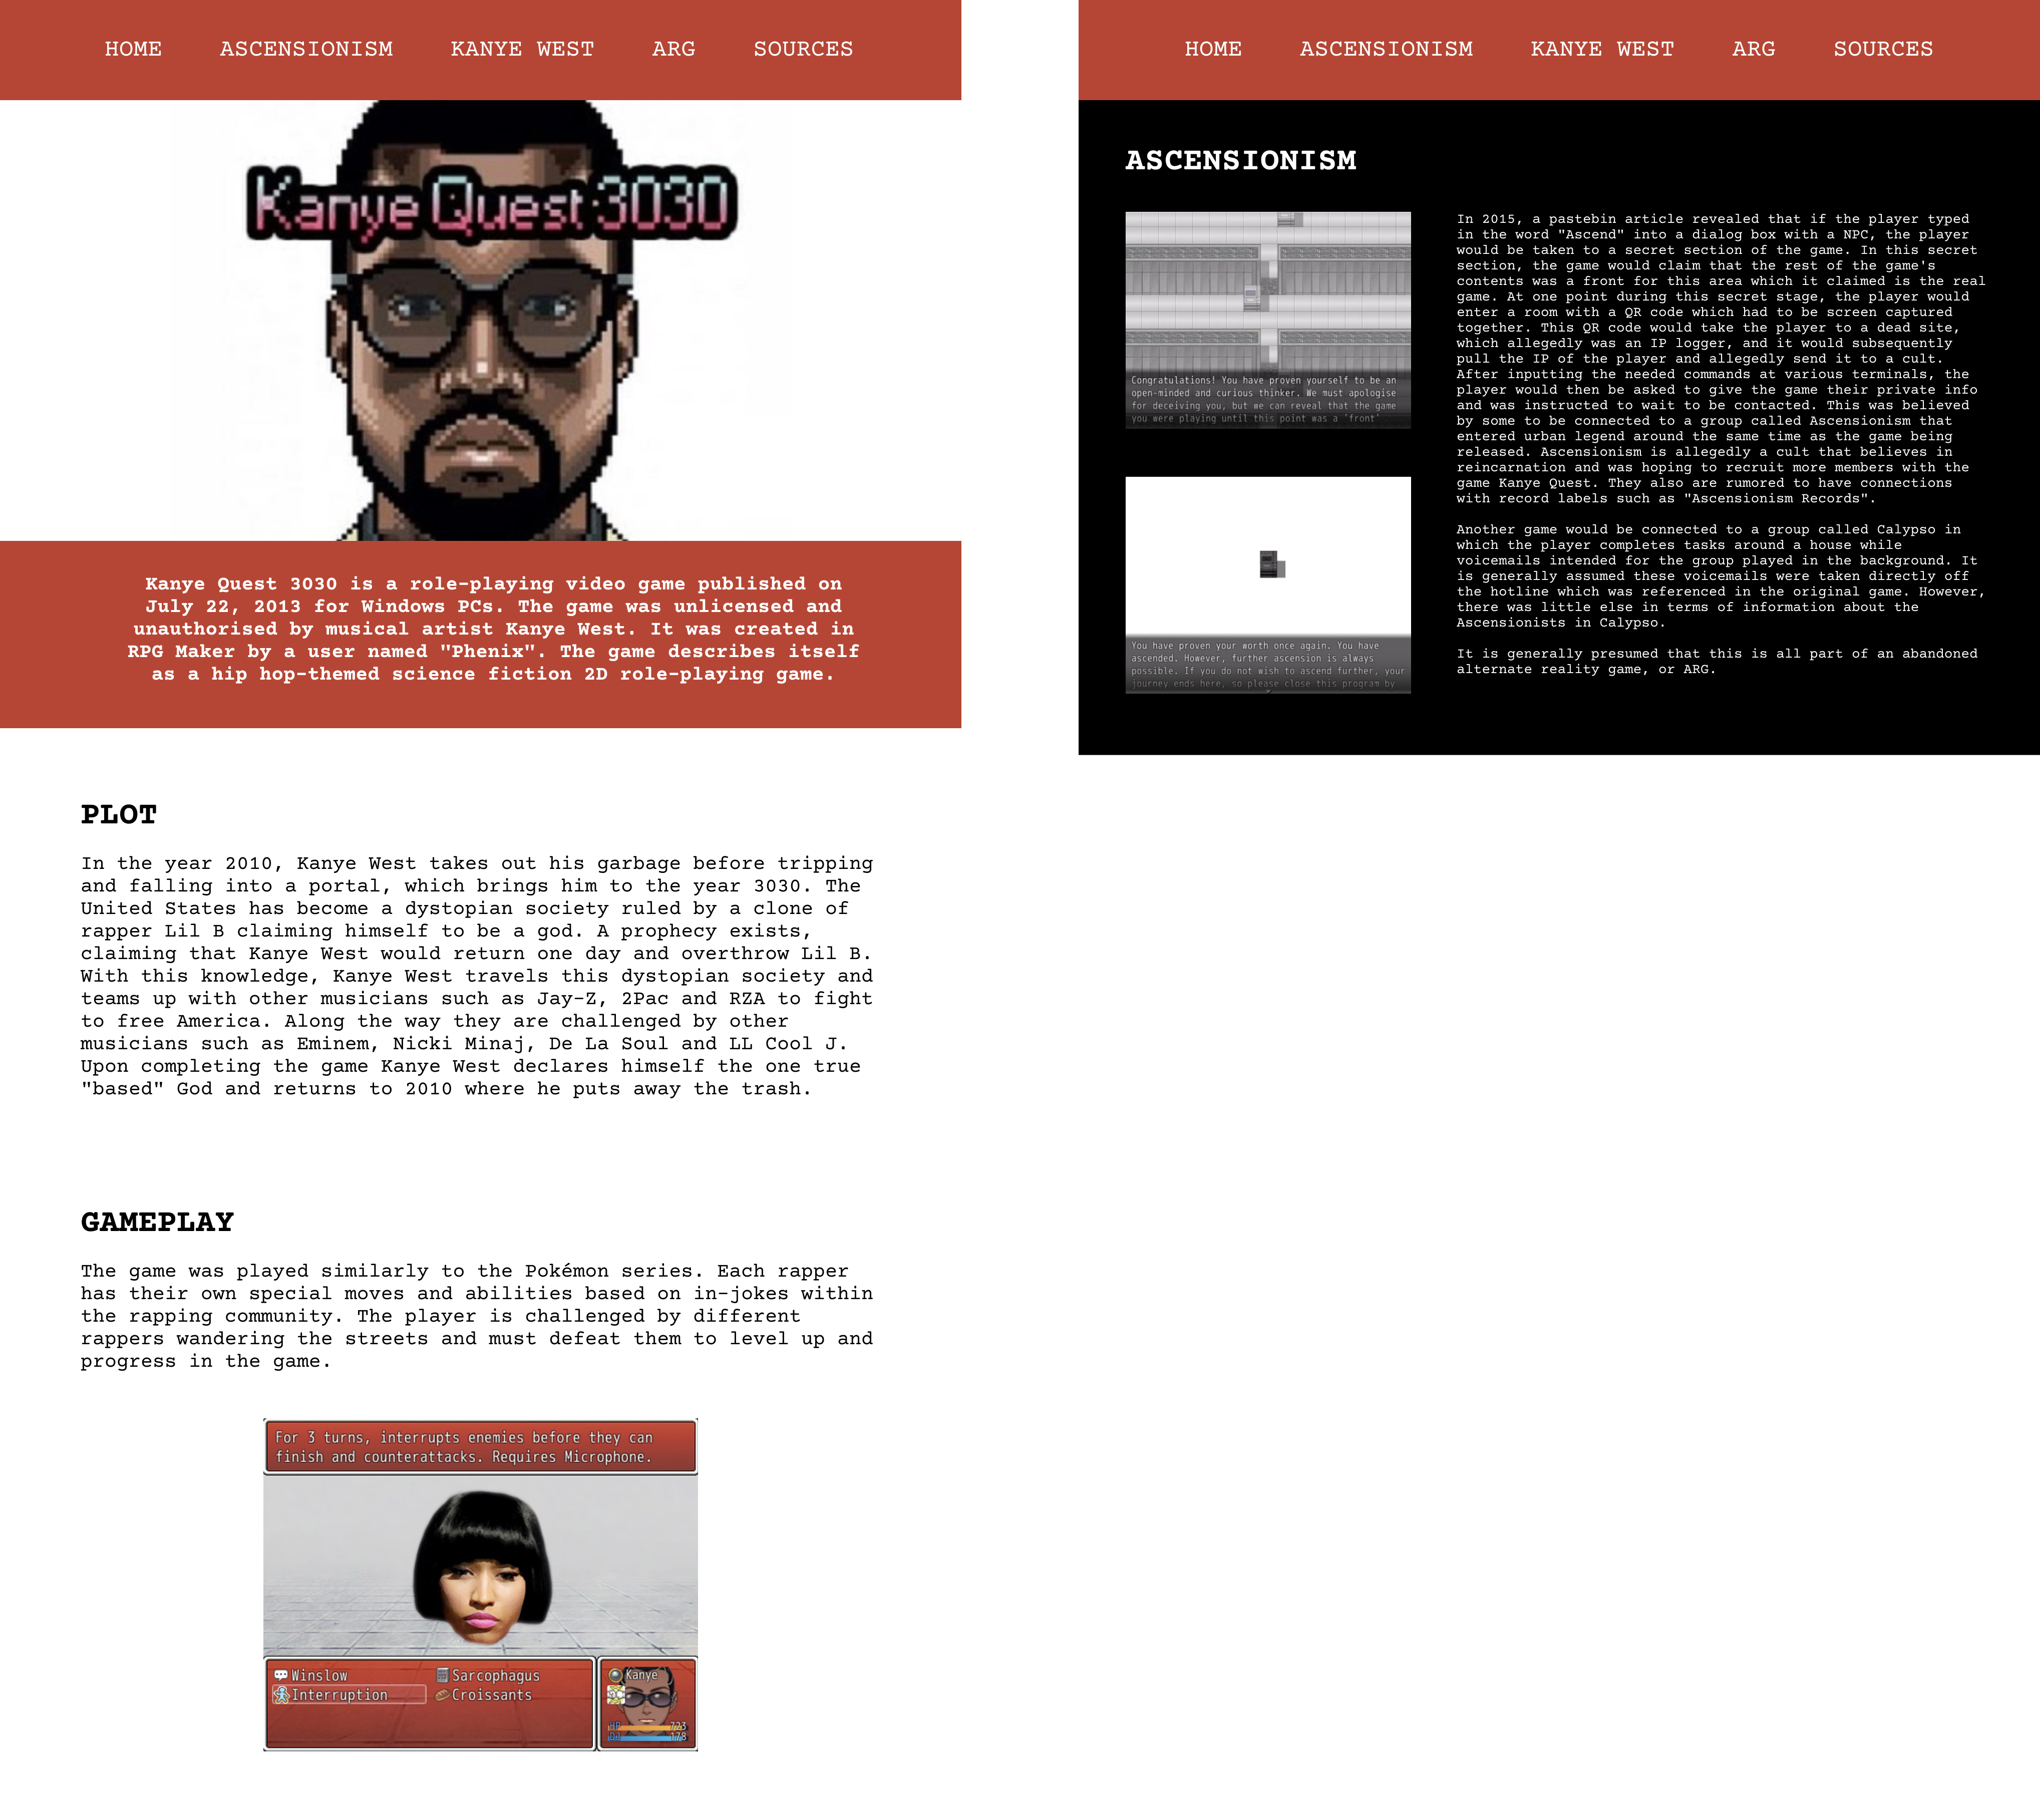 HOME ASCENSIONISM KANYE WEST ARG SOURCES
Kanye Quest 3030
Kanye Quest 3030 is a role-playing video game published on
July 22, 2013 for Windows PCs. The game was unlicensed and
unauthorised by musical artist Kanye West. It was created in
RPG Maker by a user named "Phenix". The game describes itself
as a hip hop-themed science fiction 2D role-playing game.
PLOT
In the year 2010, Kanye West takes out his garbage before tripping
and falling into a portal, which brings him to the year 3030. The
United States has become a dystopian society ruled by a clone of
rapper Lil B claiming himself to be a god. A prophecy exists,
claiming that Kanye West would return one day and overthrow Lil B.
With this knowledge, Kanye West travels this dystopian society and
teams up with other musicians such as Jay-Z, 2Pac and RZA to fight
to free America. Along the way they are challenged by other
musicians such as Eminem, Nicki Minaj, De La Soul and LL Cool J.
Upon completing the game Kanye West declares himself the one true
"based" God and returns to 2010 where he puts away the trash.
GAMEPLAY
The game was played similarly to the Pokémon series. Each rapper
has their own special moves and abilities based on in-jokes within
the rapping community. The player is challenged by different
rappers wandering the streets and must defeat them to level up and
progress in the game.
For 3 turns, interrupts enemies before they can
finish and counterattacks. Requires Microphone.
Winslow Sarcophagus
Interruption Croissants
Kanye
HP 723
178
HOME ASCENSIONISM KANYE WEST ARG SOURCES
ASCENSIONISM
Congratulations! You have proven yourself to be an
open-minded and curious thinker. We must apologise
for deceiving you, but we can reveal that the game
you were playing until this point was a 'front'
You have proven your worth once again. You have
ascended. However, further ascension is always
possible. If you do not wish to ascend further, your
journey ends here, so please close this program by
In 2015, a pastebin article revealed that if the player typed
in the word "Ascend" into a dialog box with a NPC, the player
would be taken to a secret section of the game. In this secret
section, the game would claim that the rest of the game's
contents was a front for this area which it claimed is the real
game. At one point during this secret stage, the player would
enter a room with a QR code which had to be screen captured
together. This QR code would take the player to a dead site,
which allegedly was an IP logger, and it would subsequently
pull the IP of the player and allegedly send it to a cult.
After inputting the needed commands at various terminals, the
player would then be asked to give the game their private info
and was instructed to wait to be contacted. This was believed
by some to be connected to a group called Ascensionism that
entered urban legend around the same time as the game being
released. Ascensionism is allegedly a cult that believes in
reincarnation and was hoping to recruit more members with the
game Kanye Quest. They also are rumored to have connections
with record labels such as "Ascensionism Records".
Another game would be connected to a group called Calypso in
which the player completes tasks around a house while
voicemails intended for the group played in the background. It
is generally assumed these voicemails were taken directly off
the hotline which was referenced in the original game. However,
there was little else in terms of information about the
Ascensionists in Calypso.
It is generally presumed that this is all part of an abandoned
alternate reality game, or ARG.